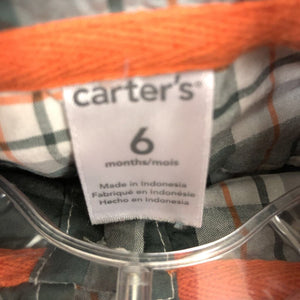 carter's®
6
months/mois
Made in Indonesia
Fabriqué en Indonésie
Hecho en Indonesia